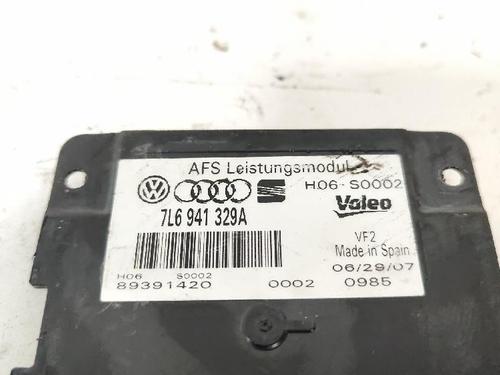 AFS Leistungsmodul
H06-S0002
7L6 941 329A
Valeo
VF2
Made in Spain
H06 S0002
06/29/07
89391420 0002 0985